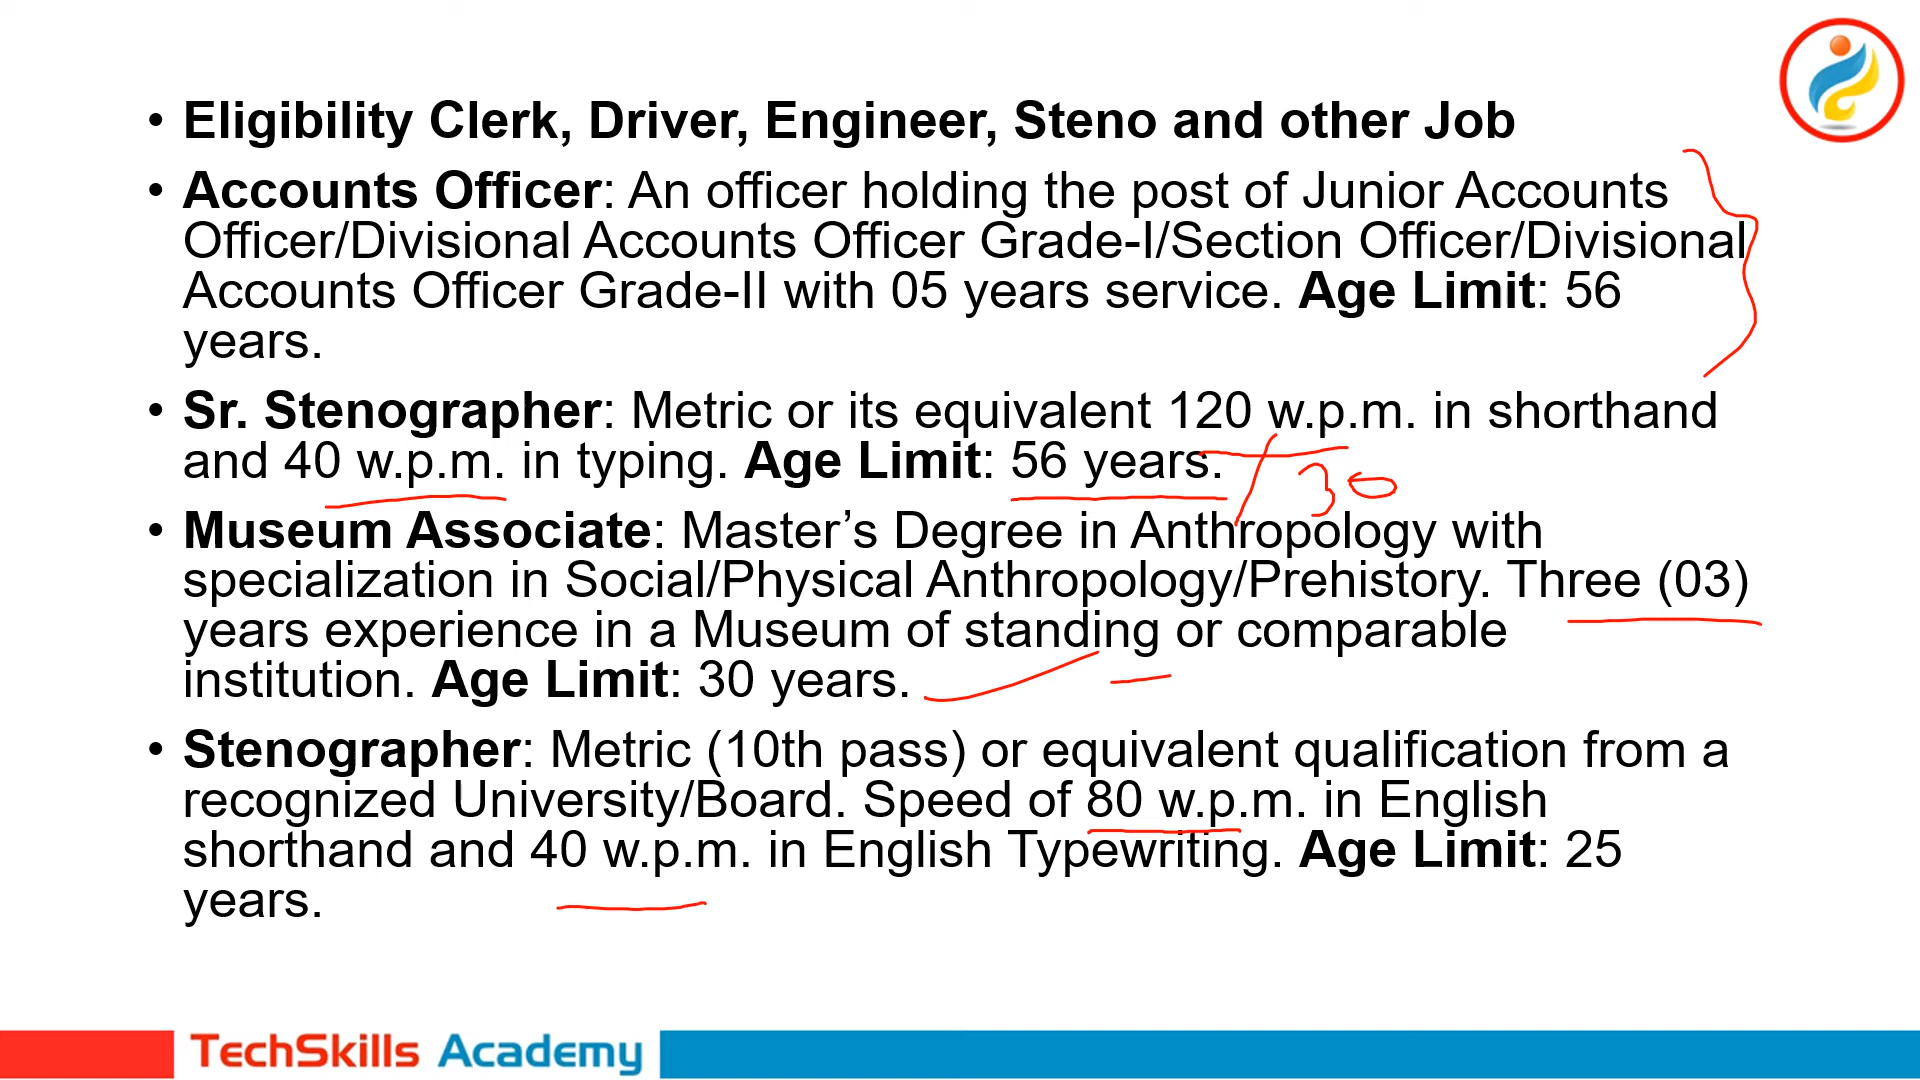 • Eligibility Clerk, Driver, Engineer, Steno and other Job
• Accounts Officer: An officer holding the post of Junior Accounts
Officer/Divisional Accounts Officer Grade-I/Section Officer/Divisional
Accounts Officer Grade-II with 05 years service. Age Limit: 56
years.
• Sr. Stenographer: Metric or its equivalent 120 w.p.m. in shorthand
and 40 w.p.m. in typing. Age Limit: 56 years. / 30
• Museum Associate: Master’s Degree in Anthropology with
specialization in Social/Physical Anthropology/Prehistory. Three (03)
years experience in a Museum of standing or comparable
institution. Age Limit: 30 years.
• Stenographer: Metric (10th pass) or equivalent qualification from a
recognized University/Board. Speed of 80 w.p.m. in English
shorthand and 40 w.p.m. in English Typewriting. Age Limit: 25
years.
TechSkills Academy